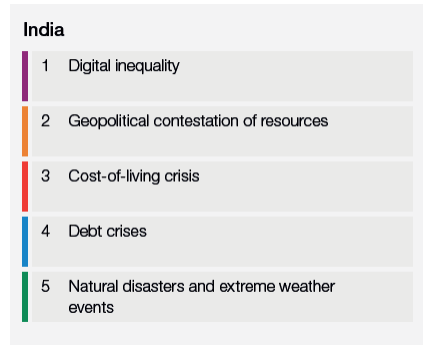 India
1 Digital inequality
2 Geopolitical contestation of resources
3 Cost-of-living crisis
4 Debt crises
5 Natural disasters and extreme weather
events